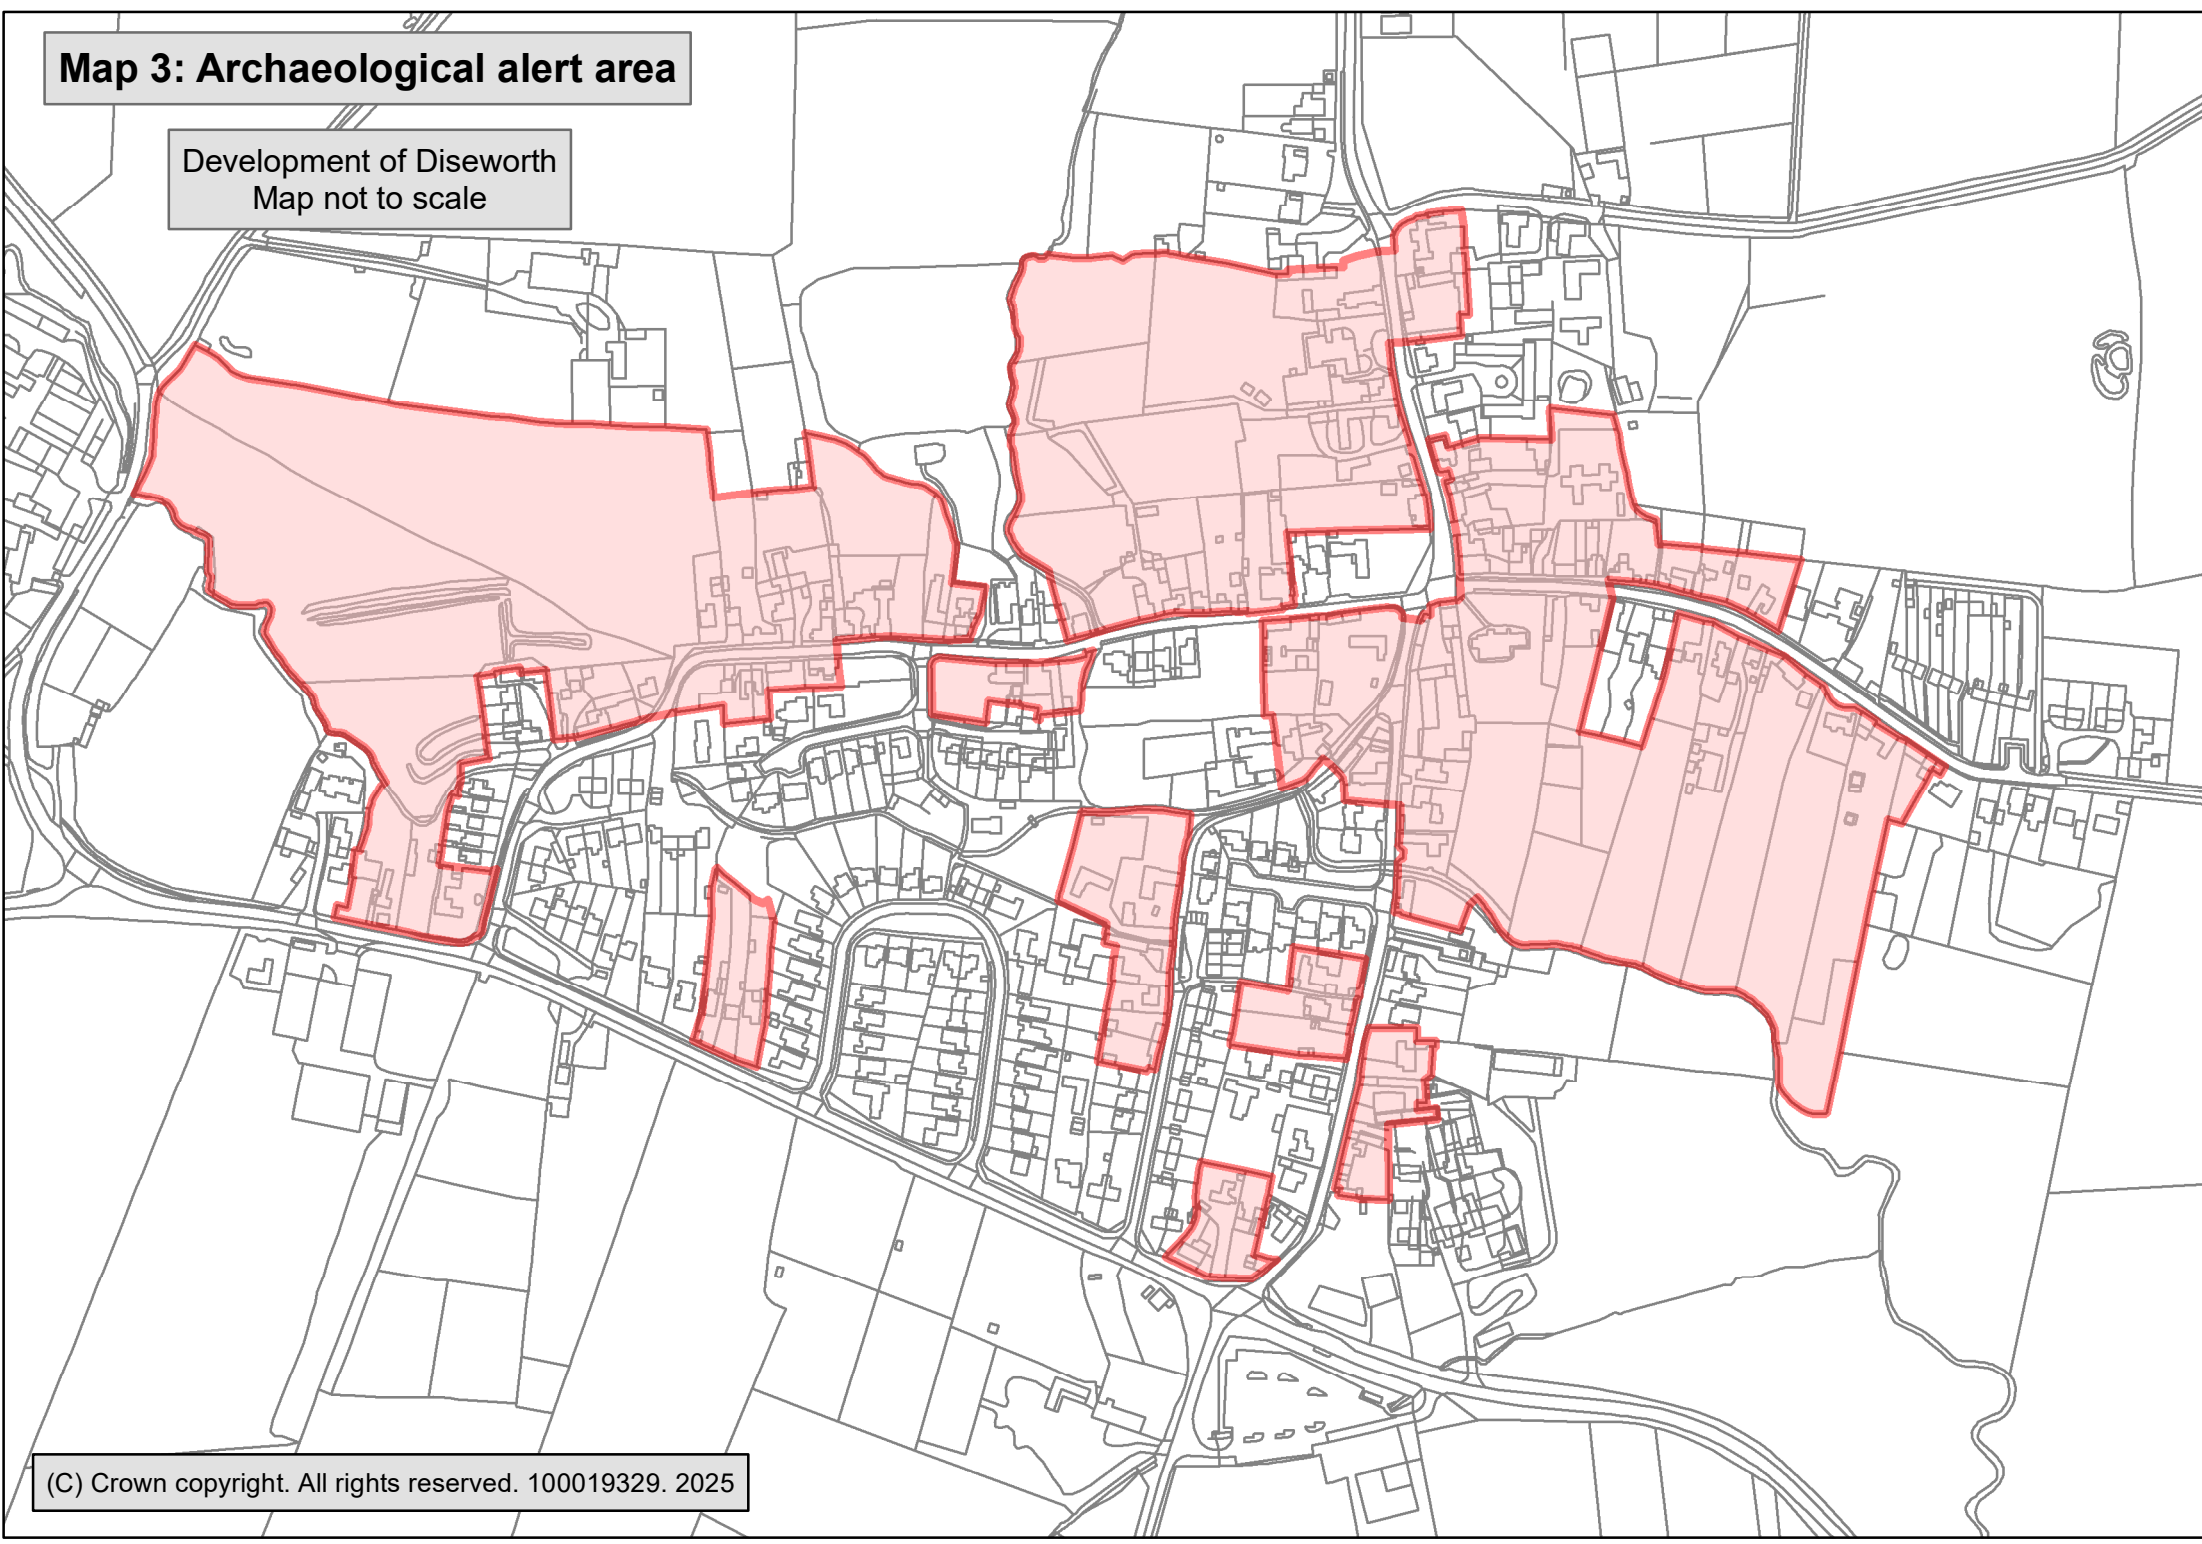 Map 3: Archaeological alert area
Development of Diseworth
Map not to scale
(C) Crown copyright. All rights reserved. 100019329. 2025